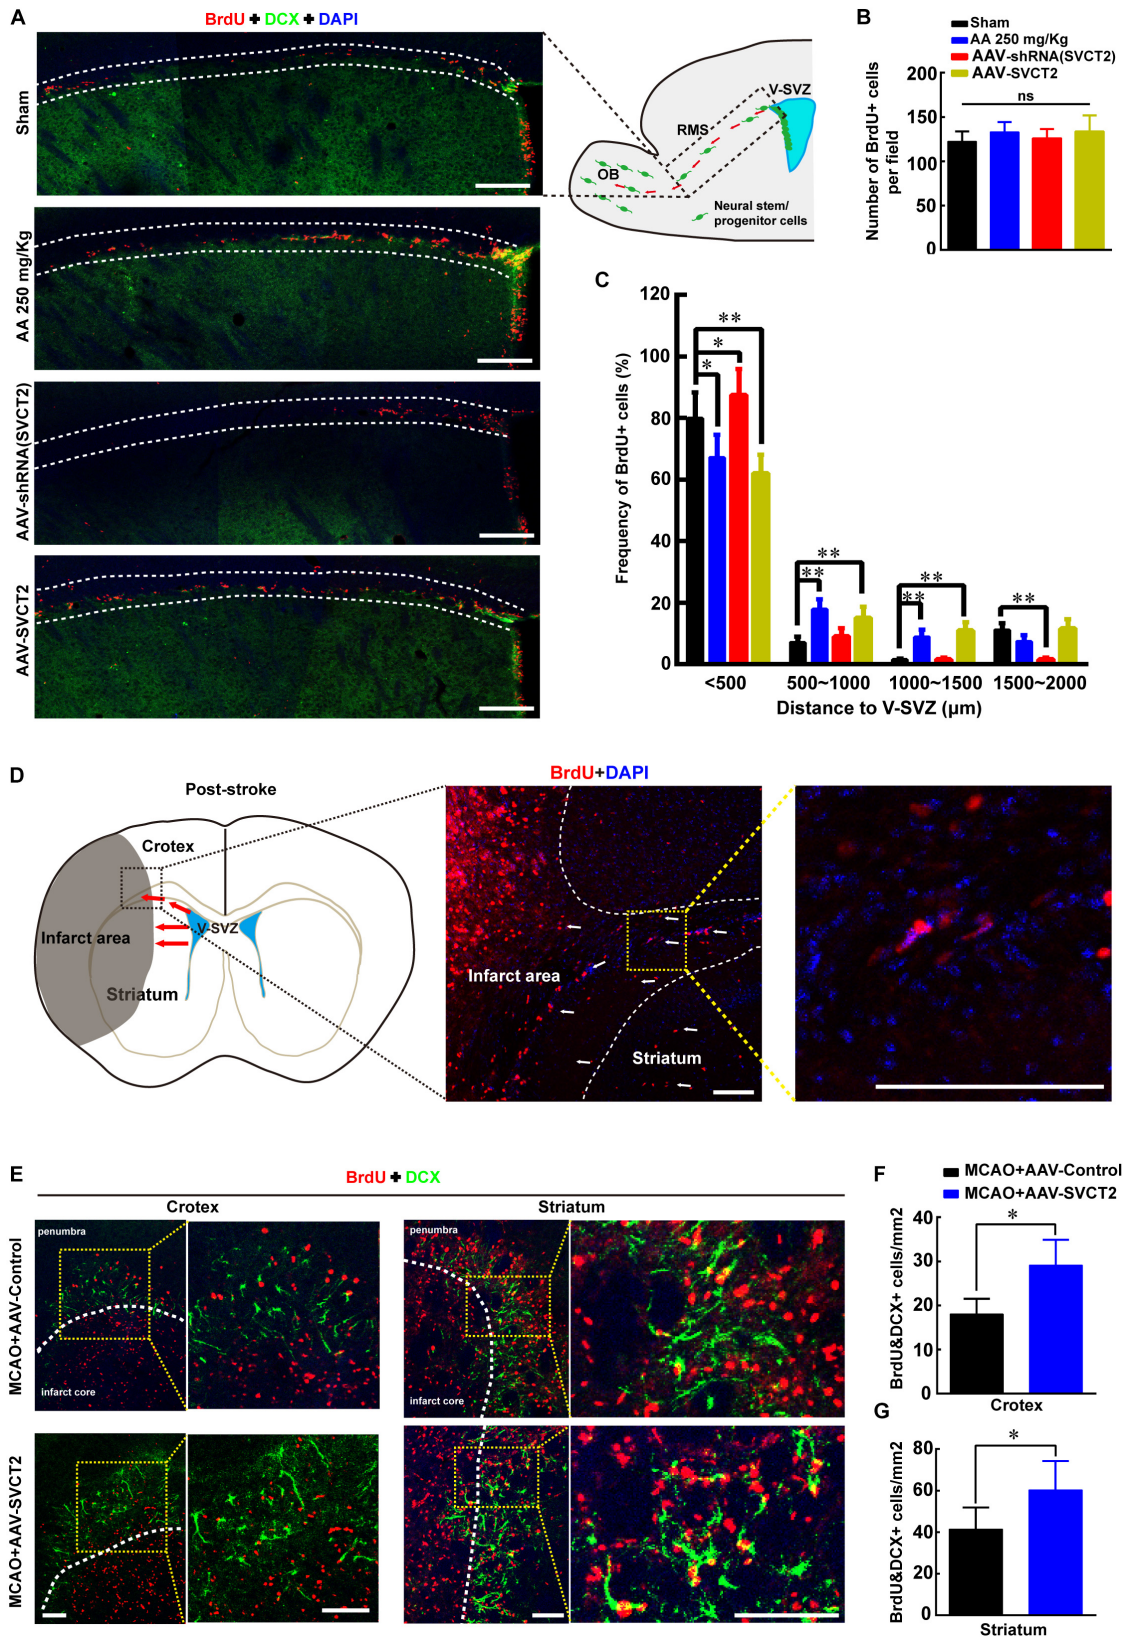 A
BrdU + DCX + DAPI
Sham
AA 250 mg/Kg
AAV-shRNA(SVCT2)
AAV-SVCT2
V-SVZ
RMS
OB
Neural stem/
progenitor cells
B
Sham
AA 250 mg/Kg
AAV-shRNA(SVCT2)
AAV-SVCT2
Number of BrdU+ cells
per field
200
150
100
50
0
ns
C
Frequency of BrdU+ cells (%)
120
100
80
60
40
20
0
**
*
*
**
**
**
**
**
<500
500~1000
1000~1500
1500~2000
Distance to V-SVZ (μm)
D
Post-stroke
Crotex
V-SVZ
Infarct area
Striatum
BrdU+DAPI
Infarct area
Striatum
E
BrdU + DCX
Crotex
Striatum
MCAO+AAV-Control
penumbra
infarct core
penumbra
infarct core
MCAO+AAV-SVCT2
F
MCAO+AAV-Control
MCAO+AAV-SVCT2
BrdU&DCX+ cells/mm2
40
30
20
10
0
*
Crotex
G
BrdU&DCX+ cells/mm2
80
60
40
20
0
*
Striatum